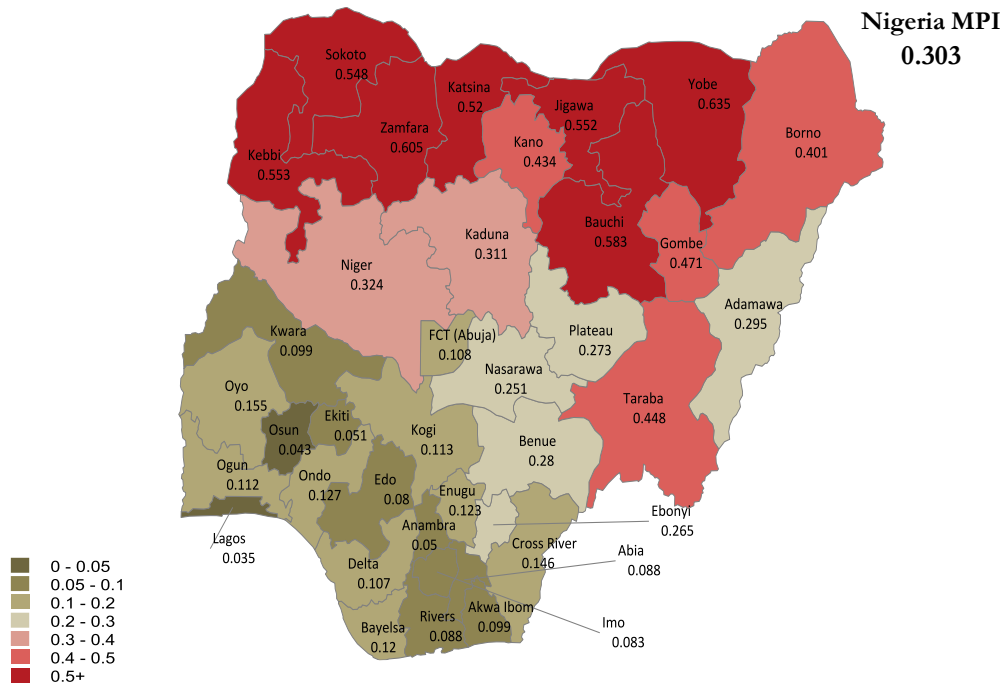 Nigeria MPI
0.303
Sokoto
0.548
Katsina
0.52
Jigawa
0.552
Yobe
0.635
Zamfara
0.605
Kano
0.434
Borno
0.401
Kebbi
0.553
Bauchi
0.583
Gombe
0.471
Kaduna
0.311
Niger
0.324
Adamawa
0.295
Kwara
0.099
FCT (Abuja)
0.108
Plateau
0.273
Nasarawa
0.251
Oyo
0.155
Taraba
0.448
Osun
0.043
Ekiti
0.051
Kogi
0.113
Benue
0.28
Ogun
0.112
Ondo
0.127
Edo
0.08
Enugu
0.123
Ebonyi
0.265
Anambra
0.05
Lagos
0.035
Cross River
0.146
Abia
0.088
Delta
0.107
Akwa Ibom
0.099
Rivers
0.088
Imo
0.083
Bayelsa
0.12
0 - 0.05
0.05 - 0.1
0.1 - 0.2
0.2 - 0.3
0.3 - 0.4
0.4 - 0.5
0.5+